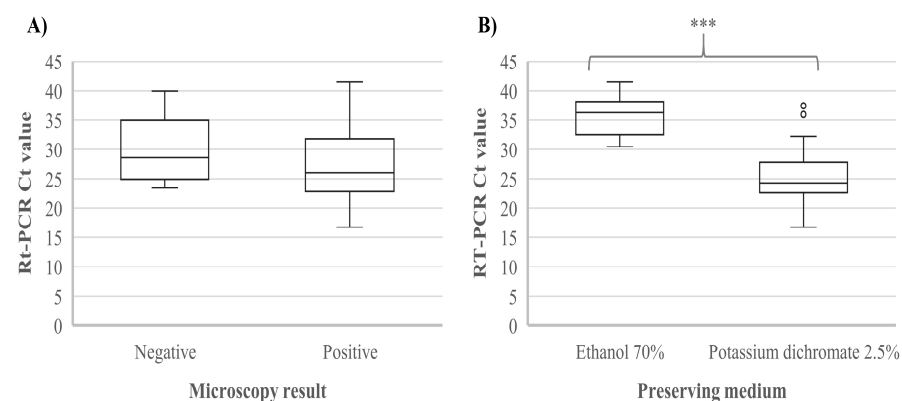 A)
Rt-PCR Ct value
45
40
35
30
25
20
15
10
5
0
Negative
Positive
Microscopy result
B)
***
RT-PCR Ct value
45
40
35
30
25
20
15
10
5
0
Ethanol 70%
Potassium dichromate 2.5%
Preserving medium